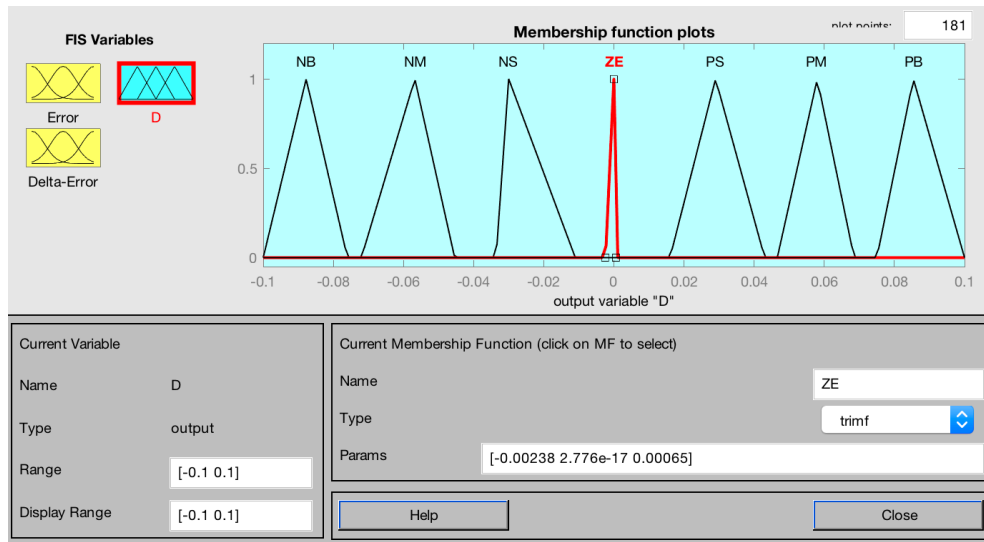 plot points:
181
FIS Variables
Membership function plots
Error
D
Delta-Error
NB NM NS ZE PS PM PB
1
0.5
0
-0.1 -0.08 -0.06 -0.04 -0.02 0 0.02 0.04 0.06 0.08 0.1
output variable "D"
Current Variable
Name D
Type output
Range [-0.1 0.1]
Display Range [-0.1 0.1]
Current Membership Function (click on MF to select)
Name ZE
Type trimf
Params [-0.00238 2.776e-17 0.00065]
Help Close